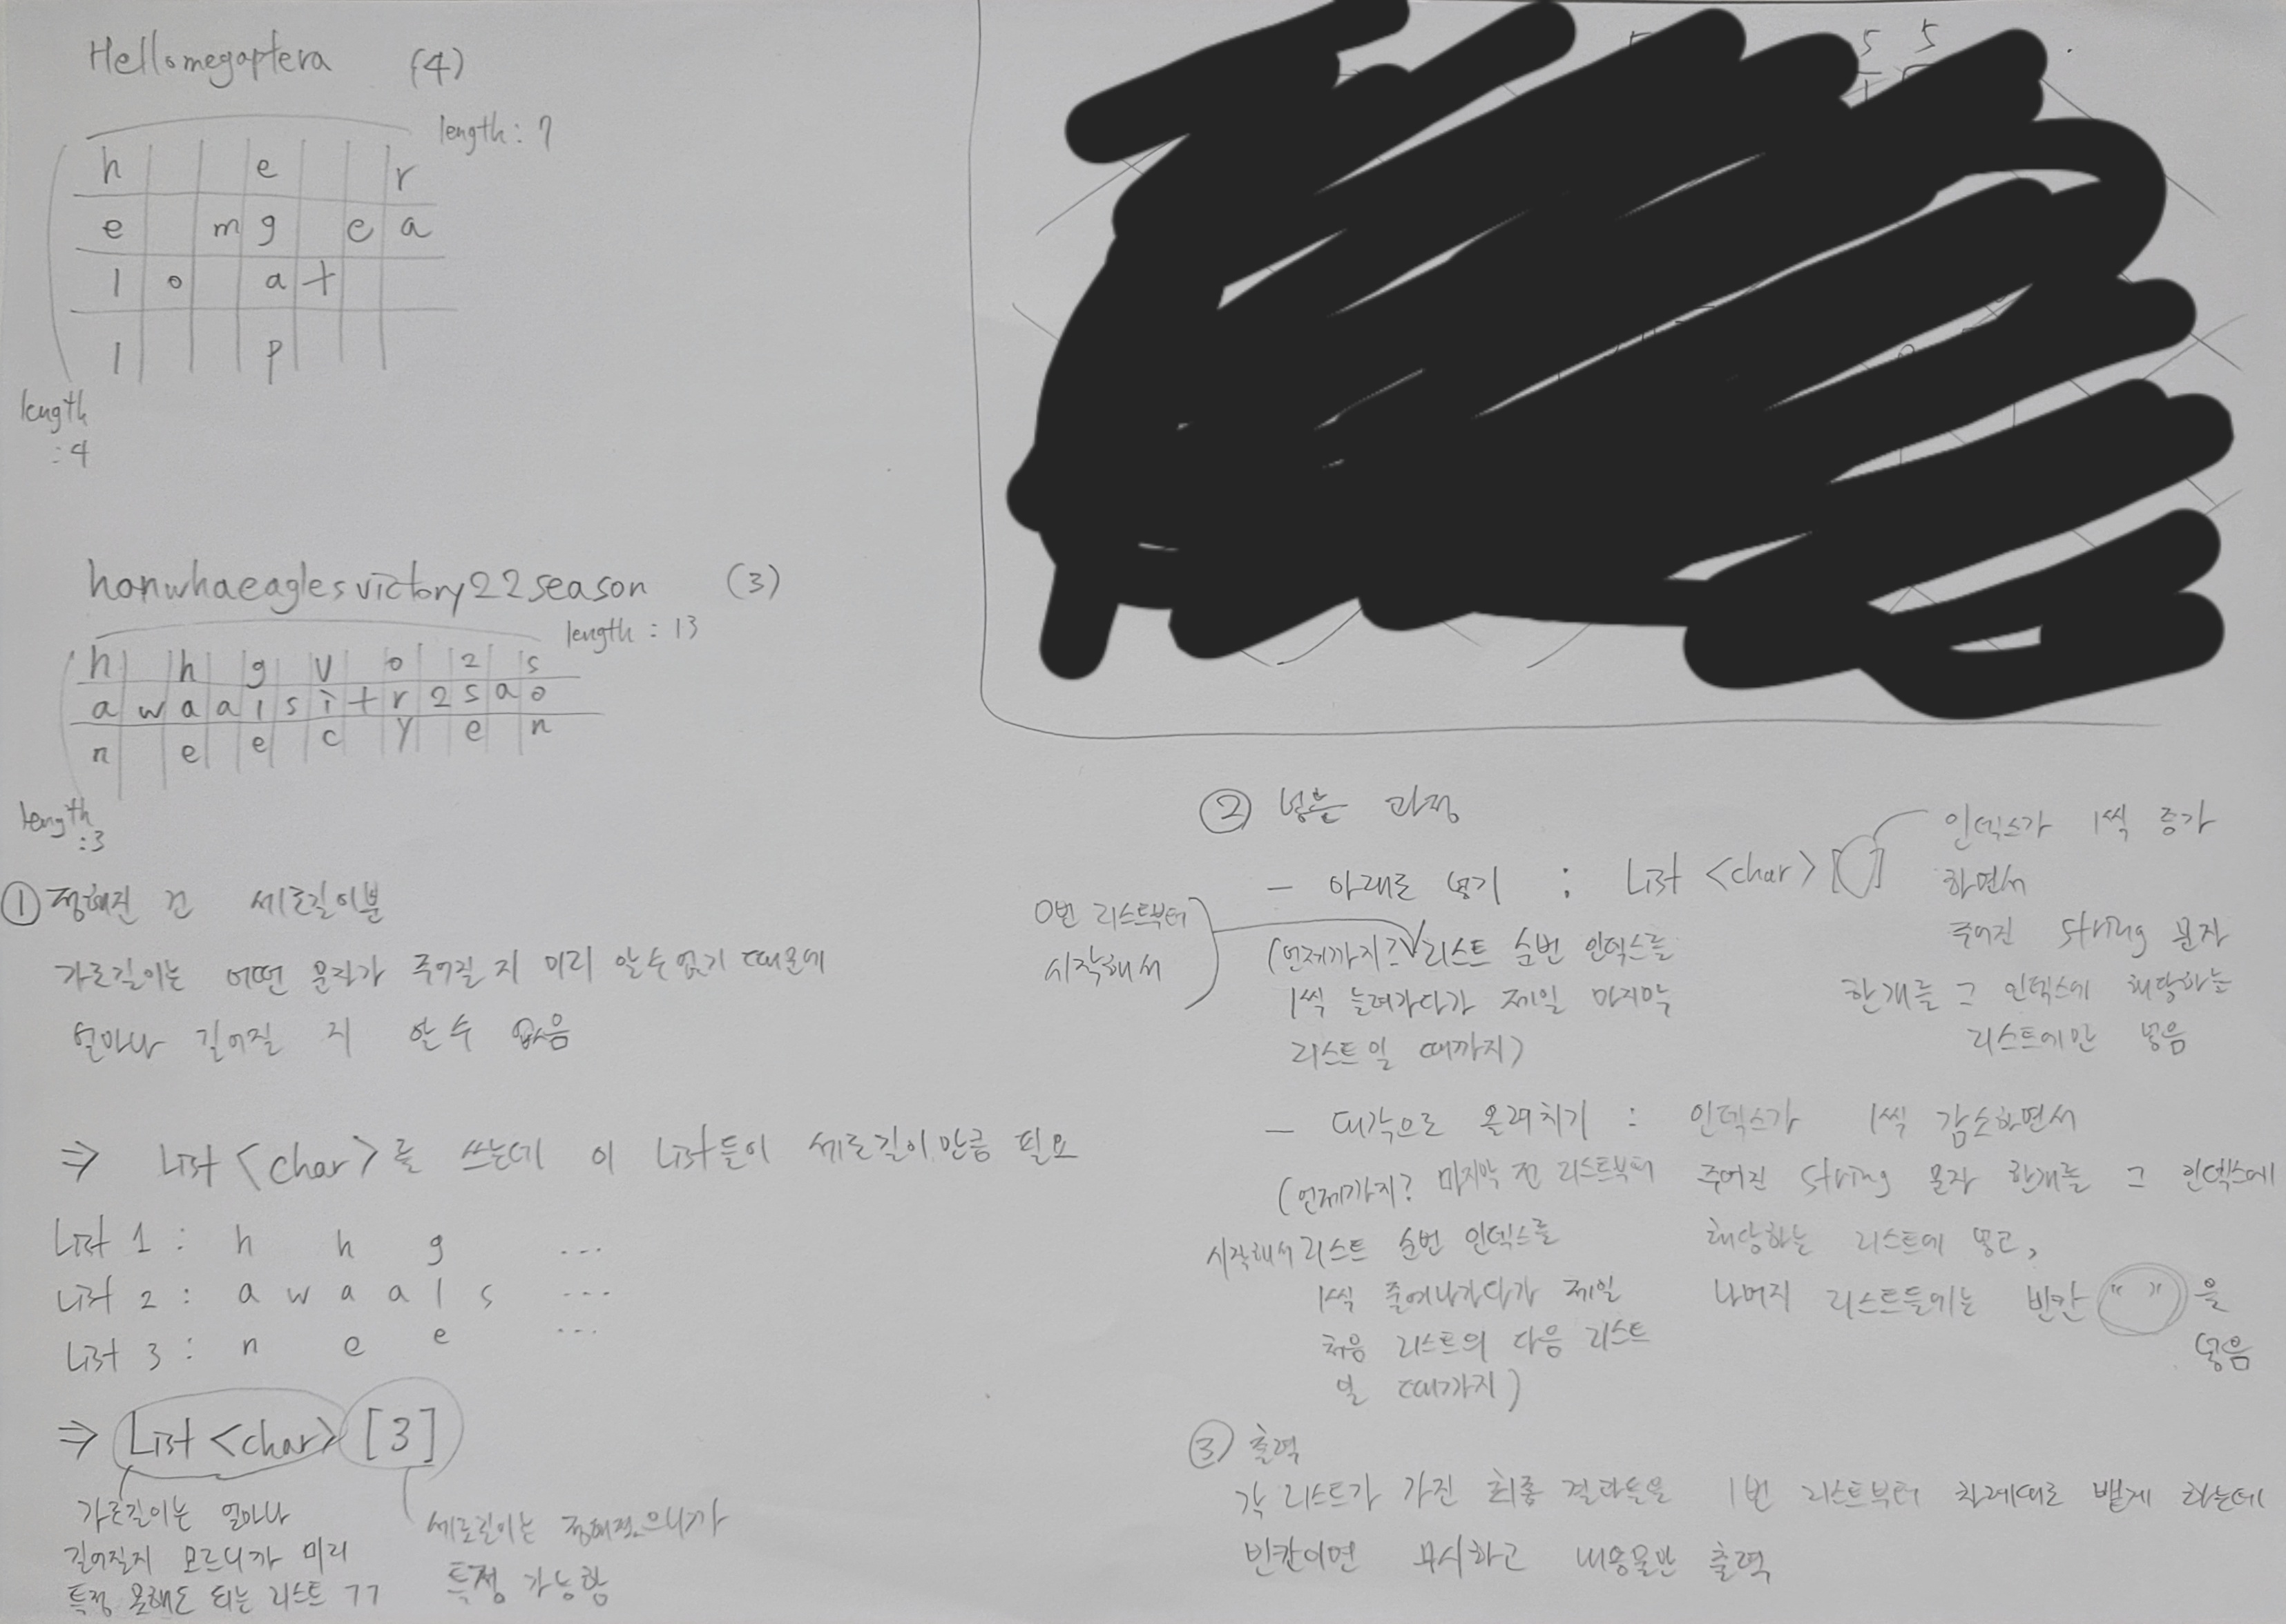 Hellomegaptera (4)
length : 7
h e r
e m g e a
l o a t
l p
length
: 4
hanwhaeaglesvictory22season (3)
length : 13
h h g v o 2 s
a w a a l s i t r 2 s a o
n e e c y e n
length
: 3
① 정해진 건 세로길이뿐
가로길이는 어떤 문자가 주어질 지 미리 알 수 없기 때문에
얼마나 길어질 지 알 수 없음
⇒ List <char>를 쓰는데 이 List들이 세로길이만큼 필요
List 1 : h h g ...
List 2 : a w a a l s ...
List 3 : n e e ...
⇒ List <char> [3]
가로길이는 얼마나
길어질지 모르니까 미리
특정 못해도 되는 리스트 ㄱㄱ
세로길이는 정해졌으니까
특정 가능함
5 5
② 넣는 과정
— 아래로 넣기 : List <char> [ ]
인덱스가 1씩 증가
하면서
주어진 string 문자
한개를 그 인덱스에 해당하는
리스트에만 넣음
0번 리스트부터
시작해서
(언제까지? 리스트 순번 인덱스를
1씩 늘려가다가 제일 마지막
리스트일 때까지)
— 대각으로 올려치기 : 인덱스가 1씩 감소하면서
주어진 string 문자 한개를 그 인덱스에
해당하는 리스트에 넣고,
나머지 리스트들에는 빈칸 " " 을
넣음
(언제까지? 마지막 전 리스트부터
시작해서 리스트 순번 인덱스를
1씩 줄여나가다가 제일
처음 리스트의 다음 리스트
일 때까지)
③ 출력
각 리스트가 가진 최종 결과들을 1번 리스트부터 차례대로 뱉게 하는데
빈칸이면 무시하고 내용물만 출력